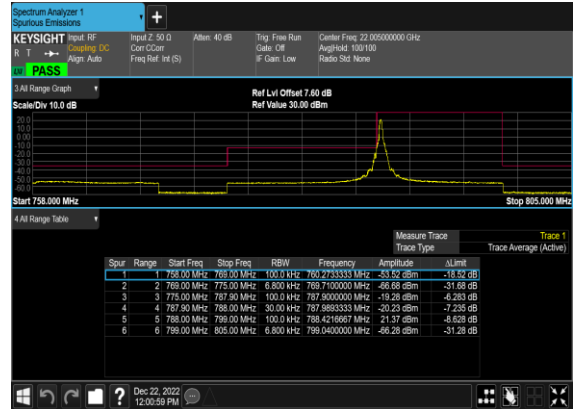 Spectrum Analyzer 1
Spurious Emissions
KEYSIGHT Input: RF Input Z: 50 Ω Atten: 40 dB Trig: Free Run Center Freq: 22.005000000 GHz
R T Coupling: DC Corr CCorr Gate: Off Avg|Hold: 100/100
Align: Auto Freq Ref: Int (S) IF Gain: Low Radio Std: None
PASS
3 All Range Graph Ref Lvl Offset 7.60 dB
Scale/Div 10.0 dB Ref Value 30.00 dBm
20.0
10.0
0.00
-10.0
-20.0
-30.0
-40.0
-50.0
-60.0
Start 758.000 MHz Stop 805.000 MHz
4 All Range Table
Measure Trace Trace 1
Trace Type Trace Average (Active)
Spur Range Start Freq Stop Freq RBW Frequency Amplitude ΔLimit
1 1 758.00 MHz 769.00 MHz 100.0 kHz 760.2733333 MHz -53.52 dBm -18.52 dB
2 2 769.00 MHz 775.00 MHz 6.800 kHz 769.7100000 MHz -66.68 dBm -31.68 dB
3 3 775.00 MHz 787.90 MHz 100.0 kHz 787.9000000 MHz -19.28 dBm -6.283 dB
4 4 787.90 MHz 788.00 MHz 30.00 kHz 787.9893333 MHz -20.23 dBm -7.235 dB
5 5 788.00 MHz 799.00 MHz 100.0 kHz 788.4216667 MHz 21.37 dBm -8.628 dB
6 6 799.00 MHz 805.00 MHz 6.800 kHz 799.0400000 MHz -66.28 dBm -31.28 dB
? Dec 22, 2022
12:00:59 PM